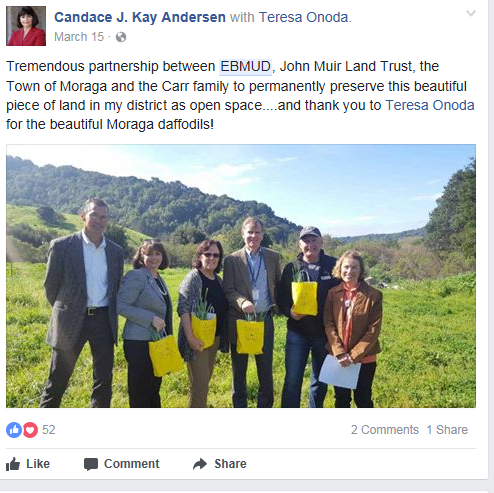 Candace J. Kay Andersen with Teresa Onoda.
March 15 ·
Tremendous partnership between EBMUD, John Muir Land Trust, the
Town of Moraga and the Carr family to permanently preserve this beautiful
piece of land in my district as open space....and thank you to Teresa Onoda
for the beautiful Moraga daffodils!
52
2 Comments 1 Share
Like Comment Share